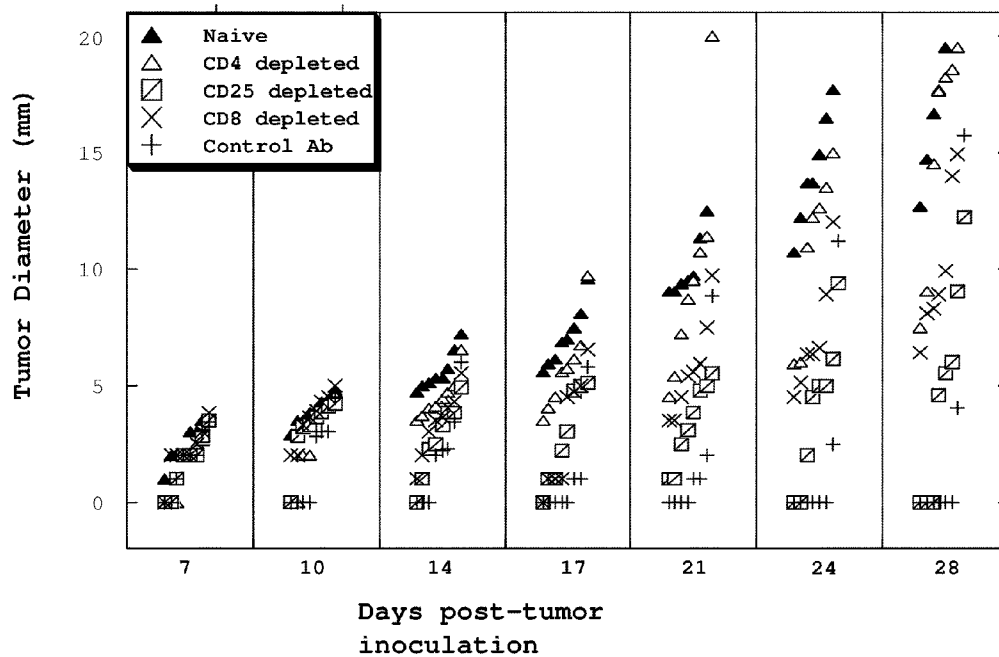 Naive
CD4 depleted
CD25 depleted
CD8 depleted
Control Ab
Tumor Diameter (mm)
20
15
10
5
0
7 10 14 17 21 24 28
Days post-tumor
inoculation